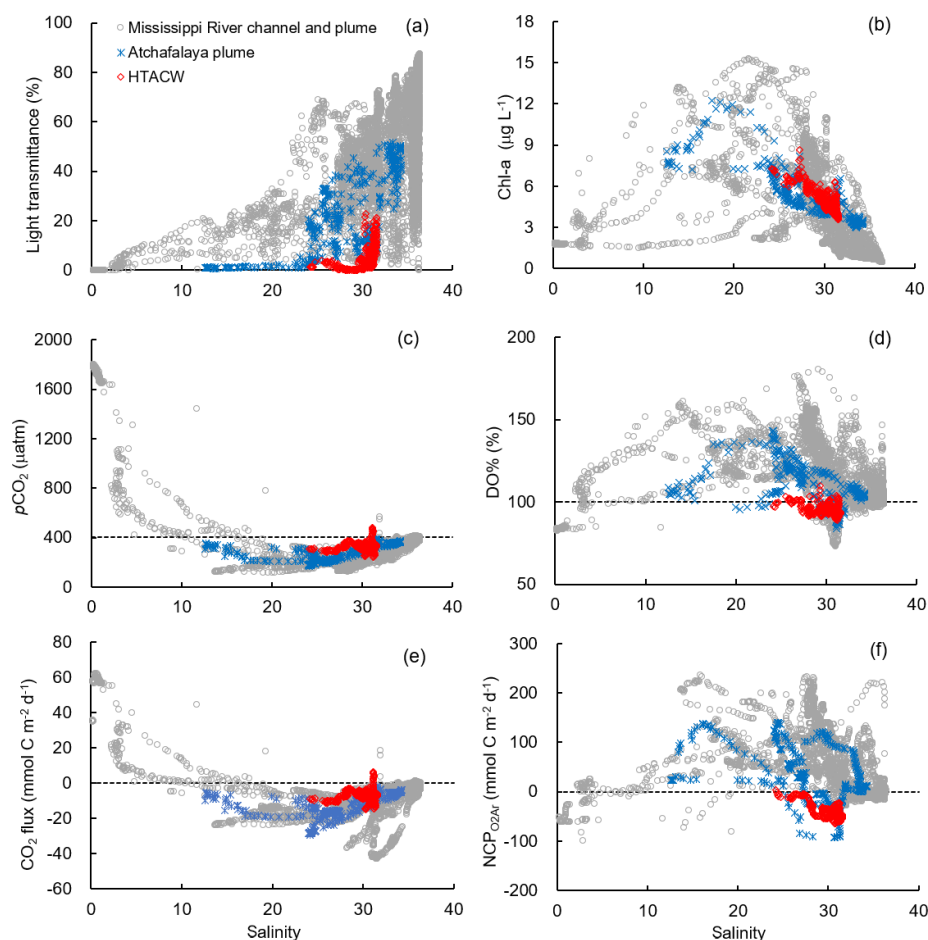 (a)
Light transmittance (%)
100
80
60
40
20
0
Mississippi River channel and plume
Atchafalaya plume
HTACW
0 10 20 30 40
(b)
Chl-a (μg L-1)
18
15
12
9
6
3
0
0 10 20 30 40
(c)
pCO2 (μatm)
2000
1600
1200
800
400
0
0 10 20 30 40
(d)
DO% (%)
200
150
100
50
0 10 20 30 40
(e)
CO2 flux (mmol C m-2 d-1)
80
60
40
20
0
-20
-40
-60
0 10 20 30 40
Salinity
(f)
NCPO2Ar (mmol C m-2 d-1)
300
200
100
0
-100
-200
0 10 20 30 40
Salinity